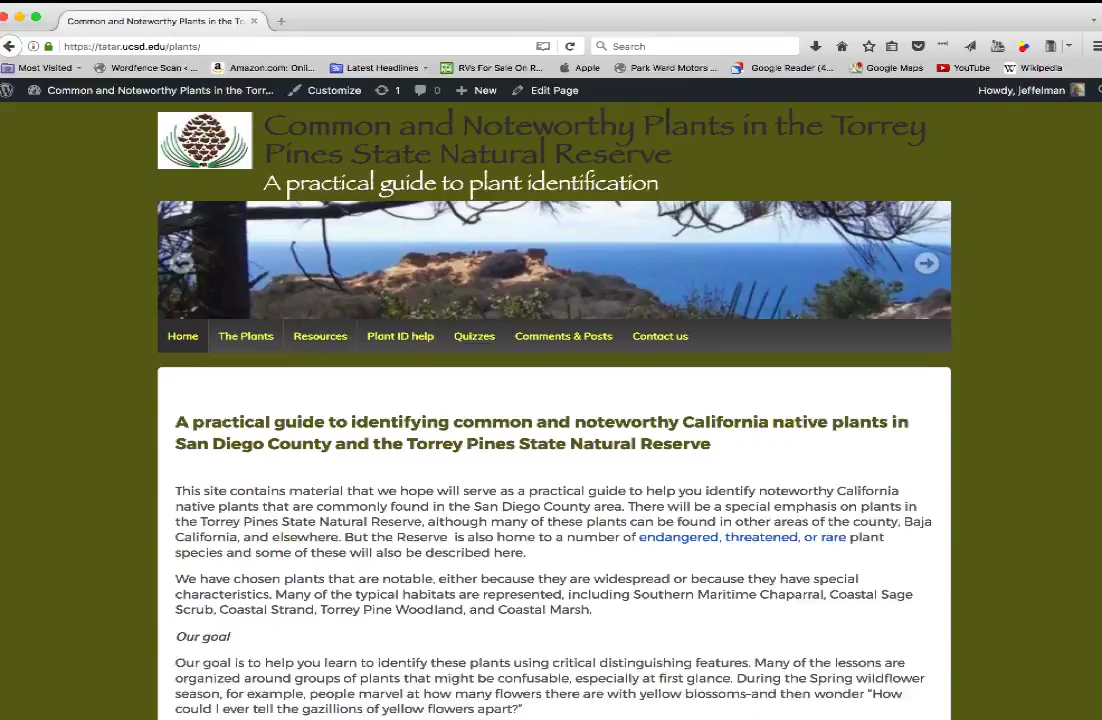 Common and Noteworthy Plants in the To
https://tatar.ucsd.edu/plants/
Search
Most Visited
Wordfence Scan <...
Amazon.com: Onli...
Latest Headlines
RVs For Sale On R...
Apple
Park Ward Motors ...
Google Reader (4...
Google Maps
YouTube
Wikipedia
Common and Noteworthy Plants in the Torr...
Customize
1
0
New
Edit Page
Howdy, jeffelman
Common and Noteworthy Plants in the Torrey
Pines State Natural Reserve
A practical guide to plant identification
Home
The Plants
Resources
Plant ID help
Quizzes
Comments & Posts
Contact us
A practical guide to identifying common and noteworthy California native plants in
San Diego County and the Torrey Pines State Natural Reserve
This site contains material that we hope will serve as a practical guide to help you identify noteworthy California
native plants that are commonly found in the San Diego County area. There will be a special emphasis on plants in
the Torrey Pines State Natural Reserve, although many of these plants can be found in other areas of the county, Baja
California, and elsewhere. But the Reserve is also home to a number of endangered, threatened, or rare plant
species and some of these will also be described here.
We have chosen plants that are notable, either because they are widespread or because they have special
characteristics. Many of the typical habitats are represented, including Southern Maritime Chaparral, Coastal Sage
Scrub, Coastal Strand, Torrey Pine Woodland, and Coastal Marsh.
Our goal
Our goal is to help you learn to identify these plants using critical distinguishing features. Many of the lessons are
organized around groups of plants that might be confusable, especially at first glance. During the Spring wildflower
season, for example, people marvel at how many flowers there are with yellow blossoms–and then wonder “How
could I ever tell the gazillions of yellow flowers apart?”